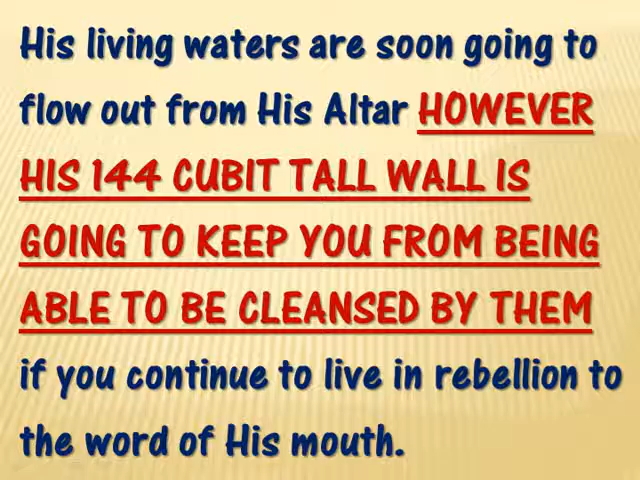 His living waters are soon going to
flow out from His Altar HOWEVER
HIS 144 CUBIT TALL WALL IS
GOING TO KEEP YOU FROM BEING
ABLE TO BE CLEANSED BY THEM
if you continue to live in rebellion to
the word of His mouth.